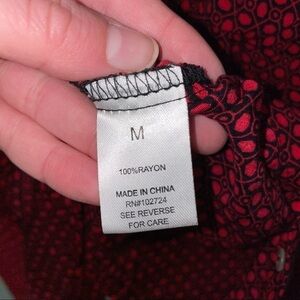 M
100%RAYON
MADE IN CHINA
RN#102724
SEE REVERSE
FOR CARE